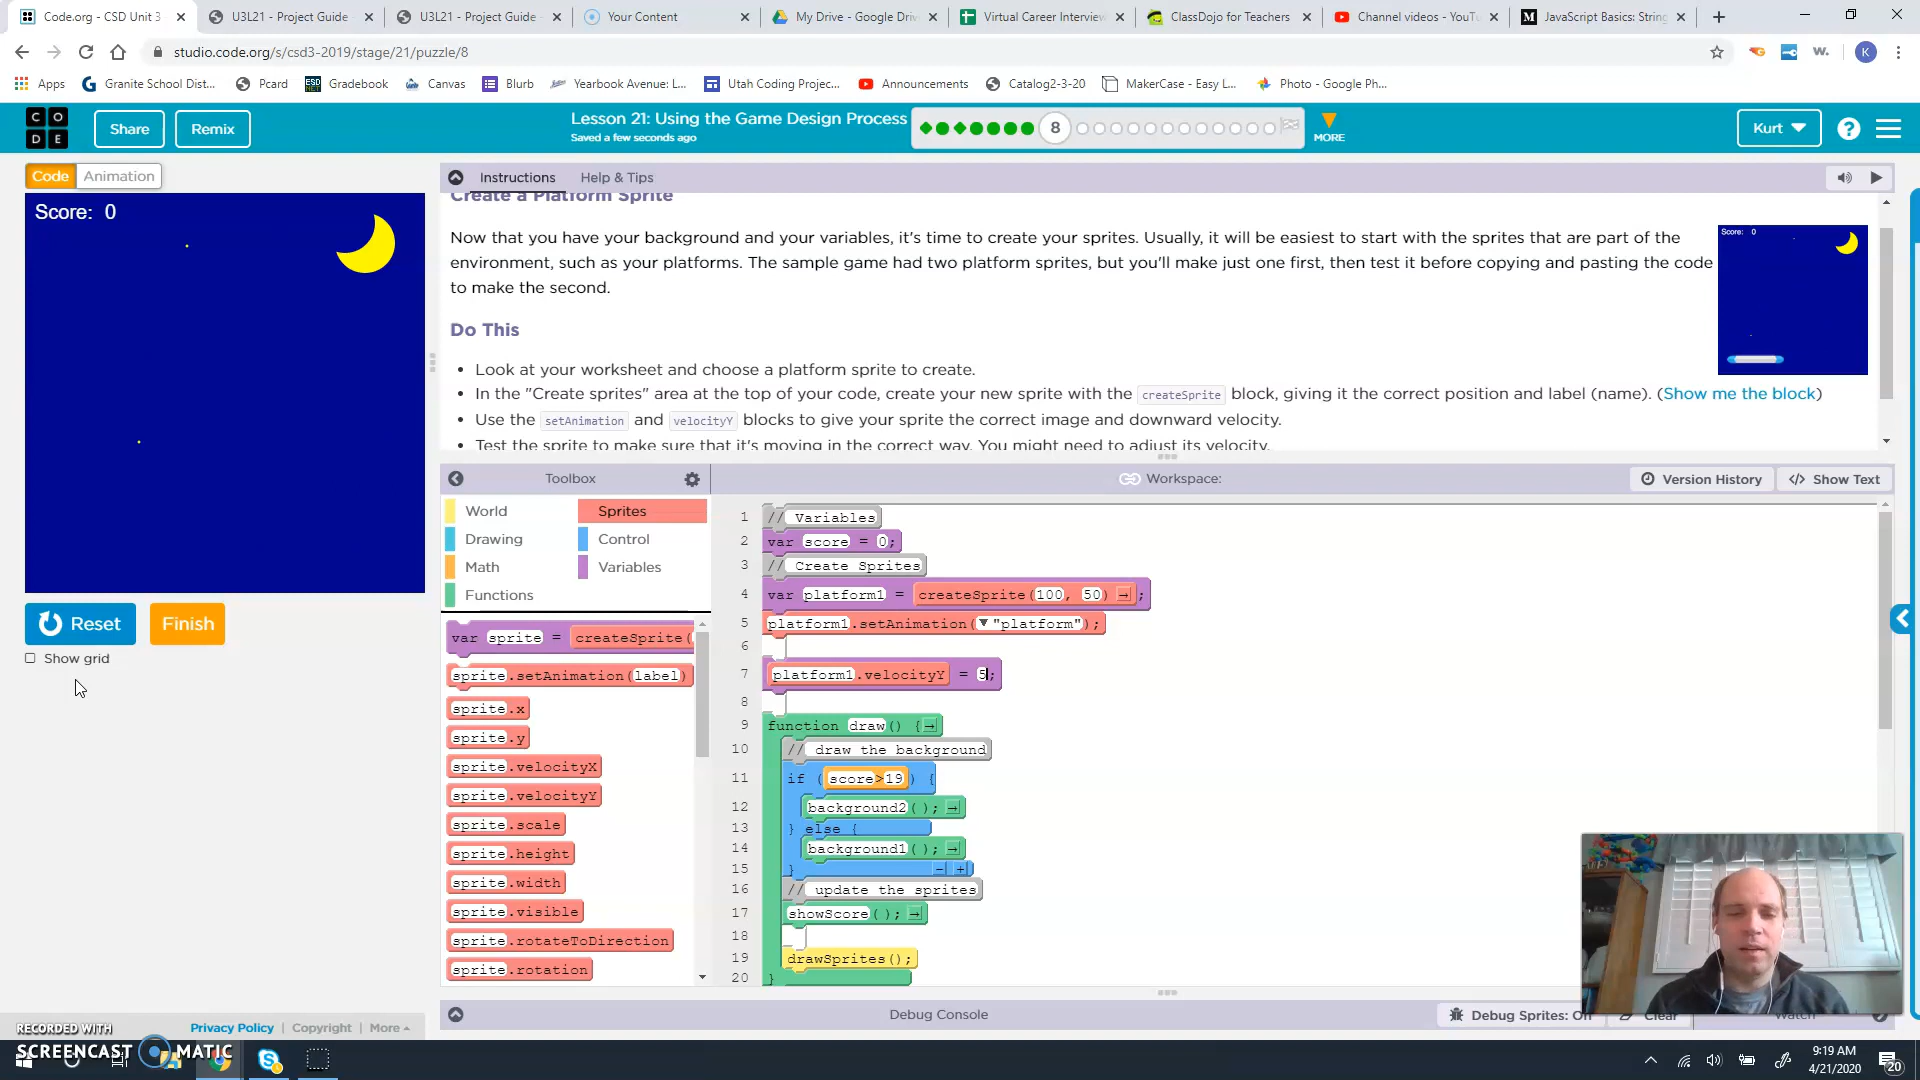 Code.org - CSD Unit 3
U3L21 - Project Guide
U3L21 - Project Guide
Your Content
My Drive - Google Driv
Virtual Career Interview
ClassDojo for Teachers
Channel videos - YouTu
JavaScript Basics: String
studio.code.org/s/csd3-2019/stage/21/puzzle/8
Apps
Granite School Dist...
Pcard
Gradebook
Canvas
Blurb
Yearbook Avenue: L...
Utah Coding Projec...
Announcements
Catalog2-3-20
MakerCase - Easy L...
Photo - Google Ph...
CO
DE
Share
Remix
Lesson 21: Using the Game Design Process
Saved a few seconds ago
8
MORE
Kurt
?
Code
Animation
Instructions
Help & Tips
Score: 0
Create a Platform Sprite
Now that you have your background and your variables, it's time to create your sprites. Usually, it will be easiest to start with the sprites that are part of the
environment, such as your platforms. The sample game had two platform sprites, but you'll make just one first, then test it before copying and pasting the code
to make the second.
Score: 0
Do This
• Look at your worksheet and choose a platform sprite to create.
• In the "Create sprites" area at the top of your code, create your new sprite with the createSprite block, giving it the correct position and label (name). (Show me the block)
• Use the setAnimation and velocityY blocks to give your sprite the correct image and downward velocity.
• Test the sprite to make sure that it's moving in the correct way. You might need to adjust its velocity.
Toolbox
Workspace:
Version History
Show Text
World
Sprites
Drawing
Control
Math
Variables
Functions
var sprite = createSprite(
sprite.setAnimation(label)
sprite.x
sprite.y
sprite.velocityX
sprite.velocityY
sprite.scale
sprite.height
sprite.width
sprite.visible
sprite.rotateToDirection
sprite.rotation
1 // Variables
2 var score = 0;
3 // Create Sprites
4 var platform1 = createSprite(100, 50);
5 platform1.setAnimation("platform");
6
7 platform1.velocityY = 5;
8
9 function draw() {
10 // draw the background
11 if (score>19) {
12 background2();
13 } else {
14 background1();
15 }
16 // update the sprites
17 showScore();
18
19 drawSprites();
20 }
Reset
Finish
Show grid
Privacy Policy | Copyright | More
Debug Console
Debug Sprites: Off
Clear
Watch
RECORDED WITH
SCREENCAST MATIC
9:19 AM
4/21/2020
20